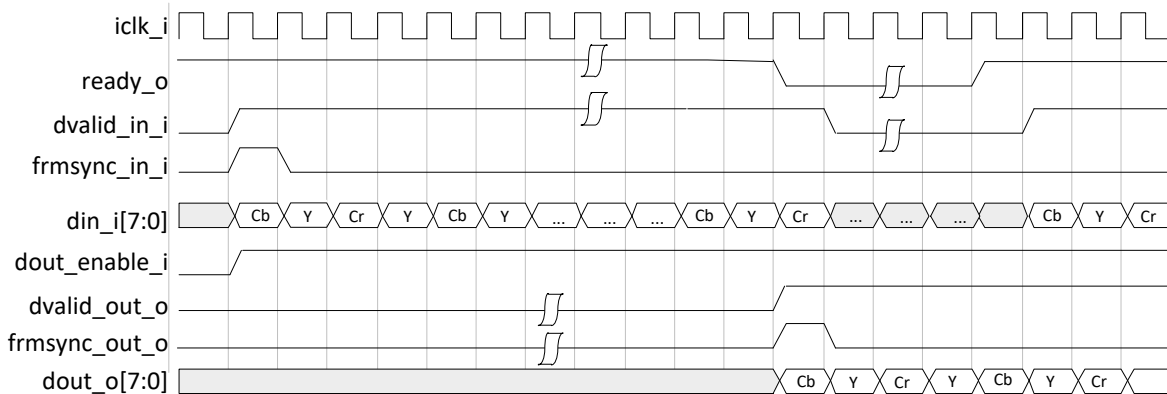 iclk_i
ready_o
dvalid_in_i
frmsync_in_i
din_i[7:0] Cb Y Cr Y Cb Y ... ... ... Cb Y Cr ... ... ... Cb Y Cr
dout_enable_i
dvalid_out_o
frmsync_out_o
dout_o[7:0] Cb Y Cr Y Cb Y Cr